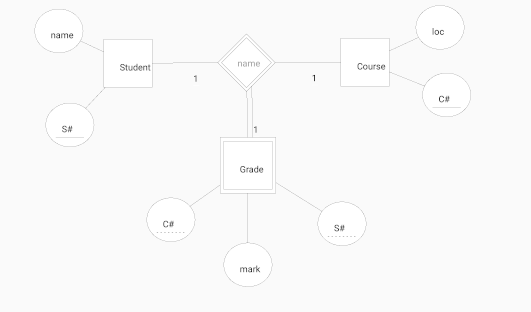 name
loc
Student
name
Course
1
1
C#
S#
1
Grade
C#
S#
mark